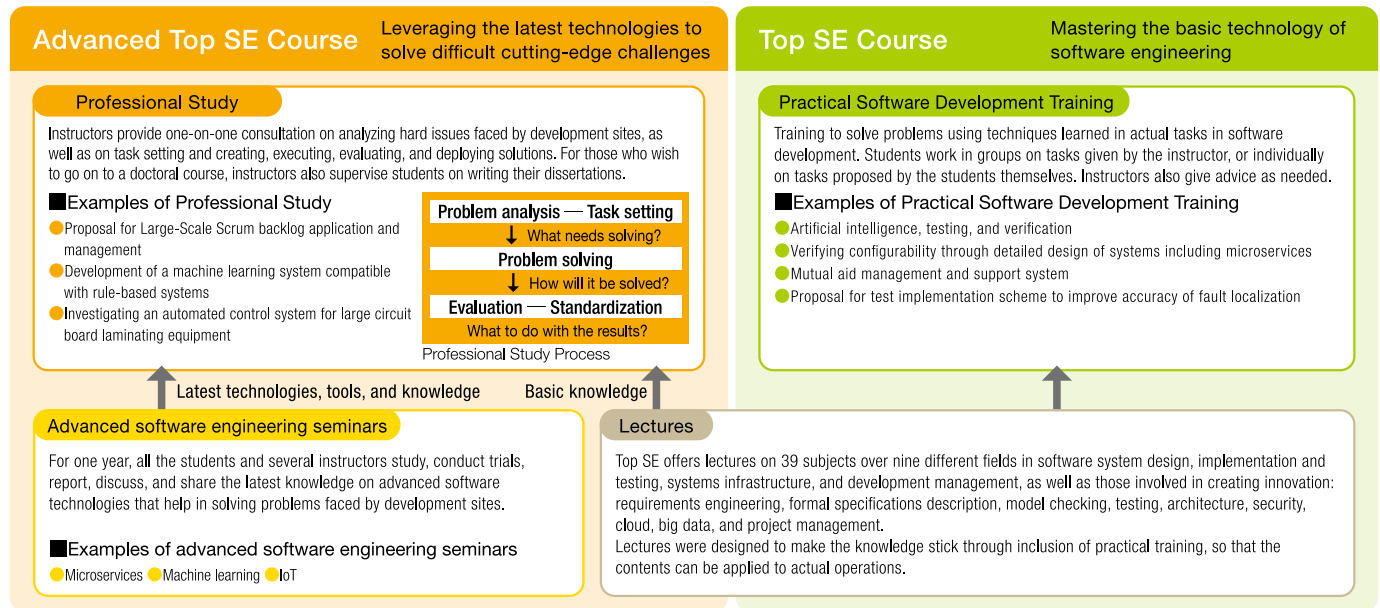 Advanced Top SE Course
Leveraging the latest technologies to
solve difficult cutting-edge challenges
Professional Study
Instructors provide one-on-one consultation on analyzing hard issues faced by development sites, as
well as on task setting and creating, executing, evaluating, and deploying solutions. For those who wish
to go on to a doctoral course, instructors also supervise students on writing their dissertations.
■Examples of Professional Study
●Proposal for Large-Scale Scrum backlog application and
management
●Development of a machine learning system compatible
with rule-based systems
●Investigating an automated control system for large circuit
board laminating equipment
Problem analysis — Task setting
↓ What needs solving?
Problem solving
↓ How will it be solved?
Evaluation — Standardization
What to do with the results?
Professional Study Process
Latest technologies, tools, and knowledge
Basic knowledge
Advanced software engineering seminars
For one year, all the students and several instructors study, conduct trials,
report, discuss, and share the latest knowledge on advanced software
technologies that help in solving problems faced by development sites.
■Examples of advanced software engineering seminars
●Microservices ●Machine learning ●IoT
Top SE Course
Mastering the basic technology of
software engineering
Practical Software Development Training
Training to solve problems using techniques learned in actual tasks in software
development. Students work in groups on tasks given by the instructor, or individually
on tasks proposed by the students themselves. Instructors also give advice as needed.
■Examples of Practical Software Development Training
●Artificial intelligence, testing, and verification
●Verifying configurability through detailed design of systems including microservices
●Mutual aid management and support system
●Proposal for test implementation scheme to improve accuracy of fault localization
Lectures
Top SE offers lectures on 39 subjects over nine different fields in software system design, implementation and
testing, systems infrastructure, and development management, as well as those involved in creating innovation:
requirements engineering, formal specifications description, model checking, testing, architecture, security,
cloud, big data, and project management.
Lectures were designed to make the knowledge stick through inclusion of practical training, so that the
contents can be applied to actual operations.